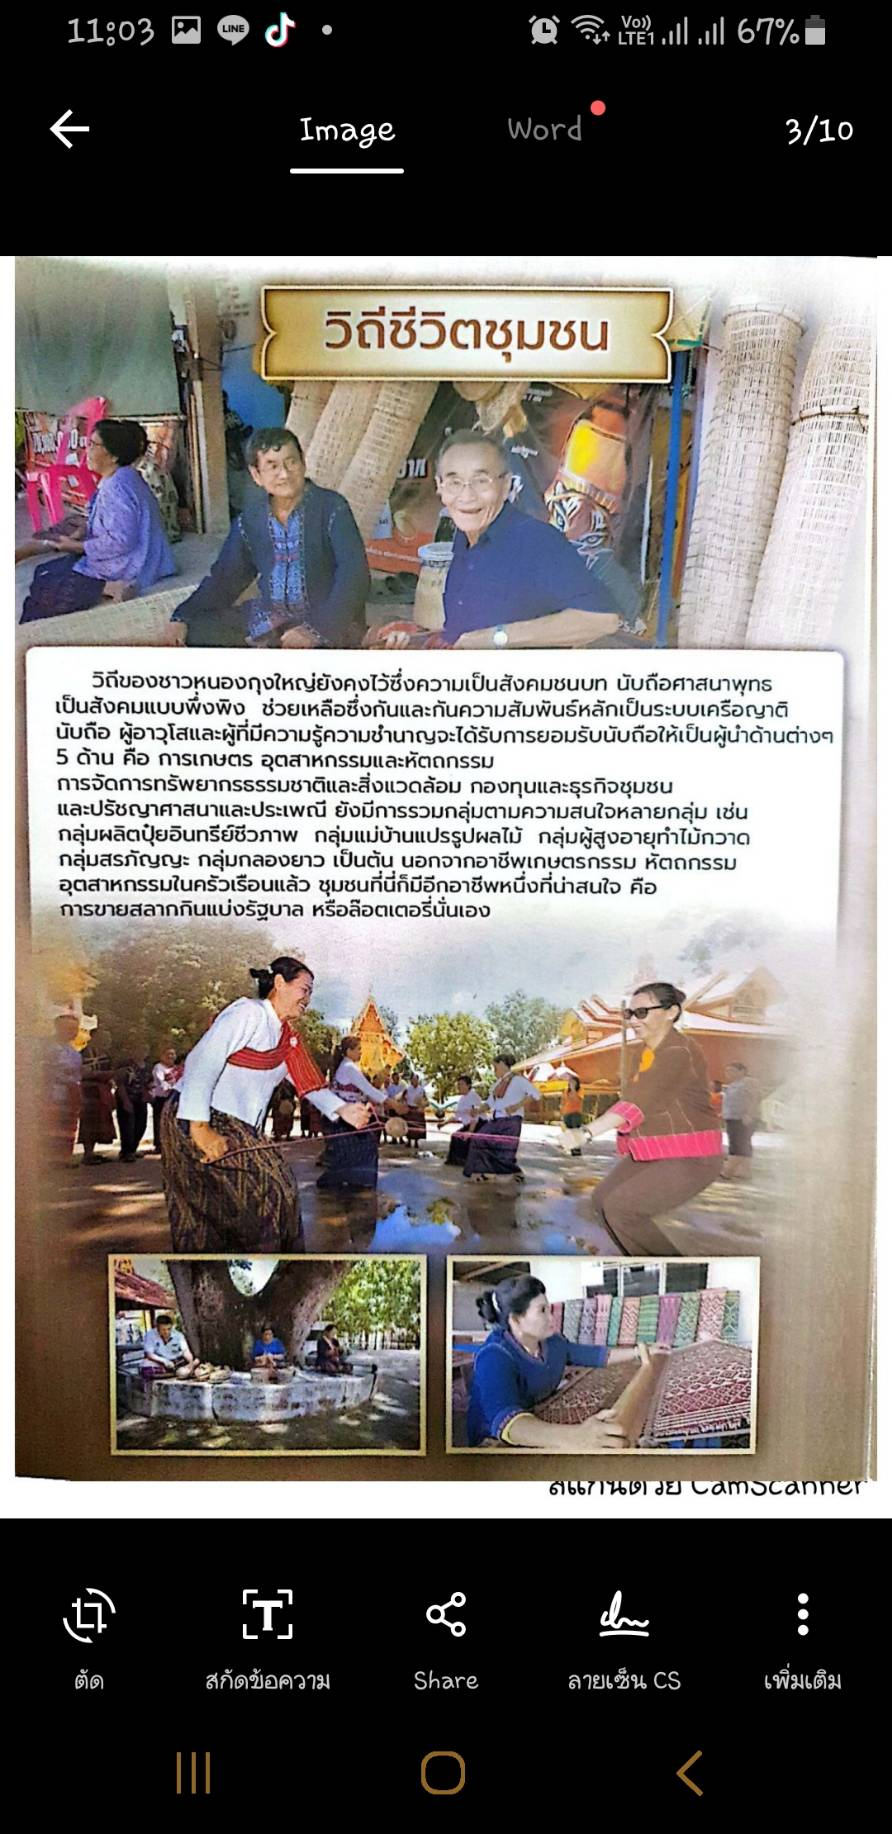 11:03
LINE
Vo))
LTE1
67%
Image
Word
3/10
วิถีชีวิตชุมชน
วิถีของชาวหนองกุงใหญ่ยังคงไว้ซึ่งความเป็นสังคมชนบท นับถือศาสนาพุทธ
เป็นสังคมแบบพึ่งพิง ช่วยเหลือซึ่งกันและกันความสัมพันธ์หลักเป็นระบบเครือญาติ
นับถือ ผู้อาวุโสและผู้ที่มีความรู้ความชำนาญจะได้รับการยอมรับนับถือให้เป็นผู้นำด้านต่างๆ
5 ด้าน คือ การเกษตร อุตสาหกรรมและหัตถกรรม
การจัดการทรัพยากรธรรมชาติและสิ่งแวดล้อม กองทุนและธุรกิจชุมชน
และปรัชญาศาสนาและประเพณี ยังมีการรวมกลุ่มตามความสนใจหลายกลุ่ม เช่น
กลุ่มผลิตปุ๋ยอินทรีย์ชีวภาพ กลุ่มแม่บ้านแปรรูปผลไม้ กลุ่มผู้สูงอายุทำไม้กวาด
กลุ่มสรภัญญะ กลุ่มกลองยาว เป็นต้น นอกจากอาชีพเกษตรกรรม หัตถกรรม
อุตสาหกรรมในครัวเรือนแล้ว ชุมชนที่นี่ก็มีอีกอาชีพหนึ่งที่น่าสนใจ คือ
การขายสลากกินแบ่งรัฐบาล หรือล๊อตเตอรี่นั่นเอง
สแกนด้วย CamScanner
ตัด
สกัดข้อความ
Share
ลายเซ็น CS
เพิ่มเติม